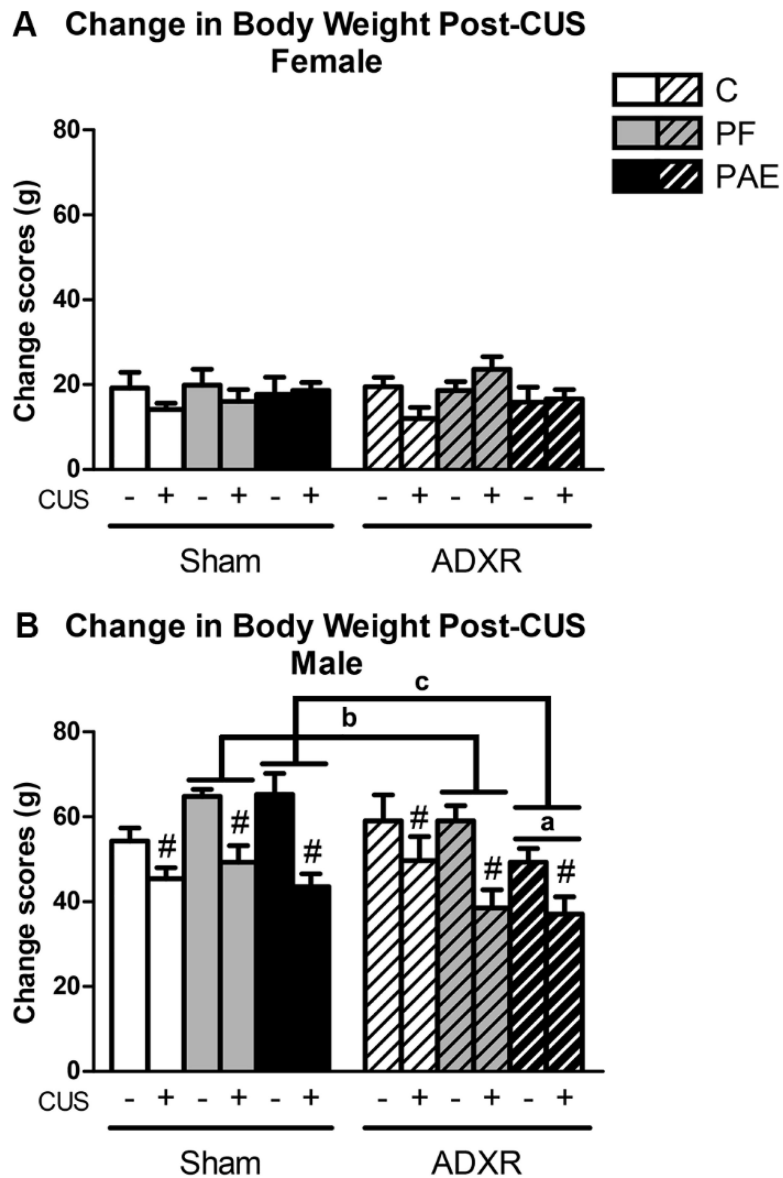 A Change in Body Weight Post-CUS
Female
C
PF
PAE
Change scores (g)
80
60
40
20
0
CUS - + - + - + - + - + - +
Sham ADXR
B Change in Body Weight Post-CUS
Male
c
b
a
Change scores (g)
80
60
40
20
0
# # # # # #
CUS - + - + - + - + - + - +
Sham ADXR